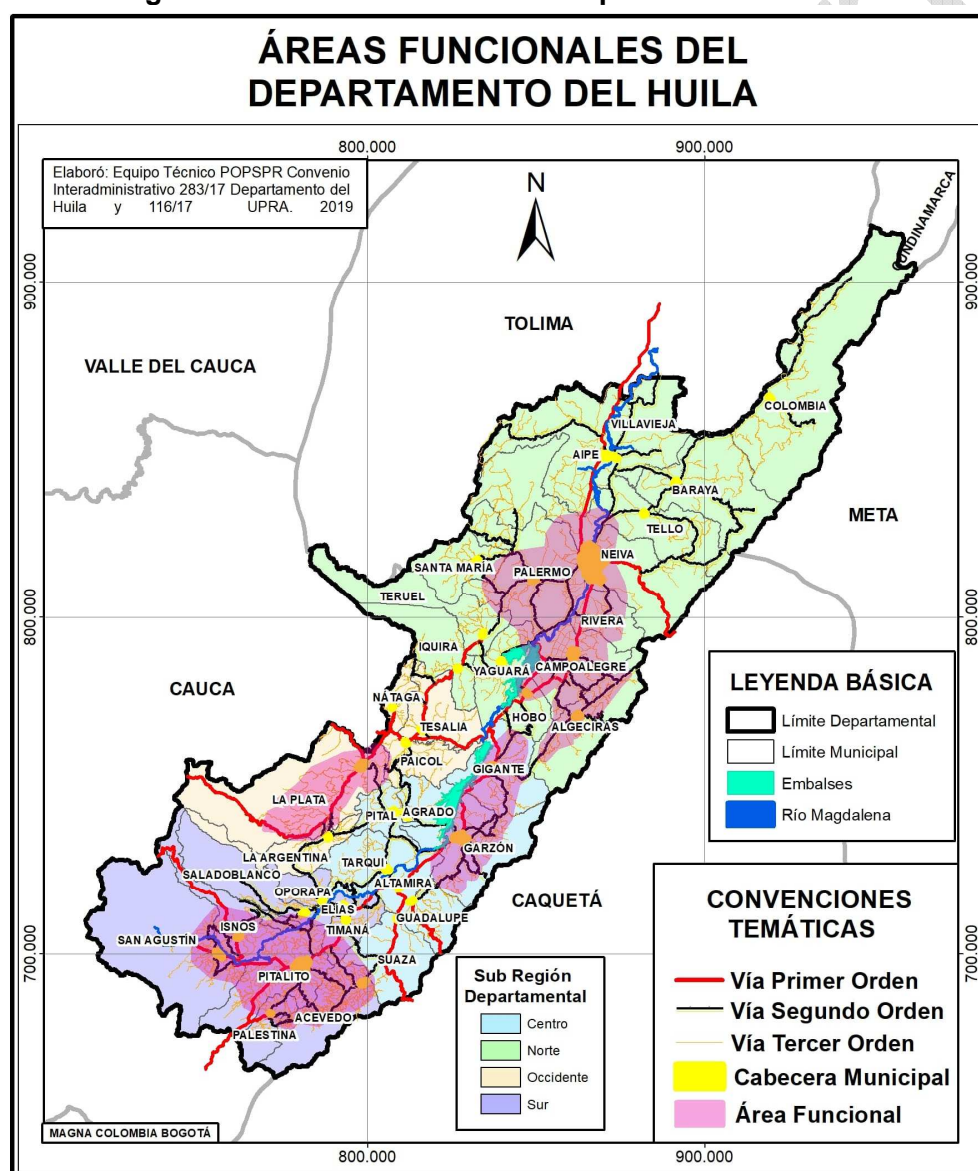 ÁREAS FUNCIONALES DEL
DEPARTAMENTO DEL HUILA
800.000
900.000
Elaboró: Equipo Técnico POPSPR Convenio
Interadministrativo 283/17 Departamento del
Huila y 116/17 UPRA. 2019
N
CUNDINAMARCA
900.000
900.000
TOLIMA
VALLE DEL CAUCA
COLOMBIA
VILLAVIEJA
AIPE
BARAYA
META
TELLO
NEIVA
SANTA MARÍA
PALERMO
TERUEL
800.000
RIVERA
800.000
IQUIRA
YAGUARÁ
CAMPOALEGRE
CAUCA
NÁTAGA
HOBO
TESALIA
ALGECIRAS
PAICOL
GIGANTE
LA PLATA
PITAL
AGRADO
GARZÓN
LA ARGENTINA
TARQUI
SALADOBLANCO
ALTAMIRA
CAQUETÁ
OPORAPA
ELÍAS
GUADALUPE
ISNOS
TIMANÁ
SAN AGUSTÍN
700.000
SUAZA
700.000
PITALITO
ACEVEDO
PALESTINA
LEYENDA BÁSICA
Límite Departamental
Límite Municipal
Embalses
Río Magdalena
CONVENCIONES
TEMÁTICAS
Vía Primer Orden
Vía Segundo Orden
Vía Tercer Orden
Cabecera Municipal
Área Funcional
Sub Región
Departamental
Centro
Norte
Occidente
Sur
MAGNA COLOMBIA BOGOTÁ
800.000
900.000